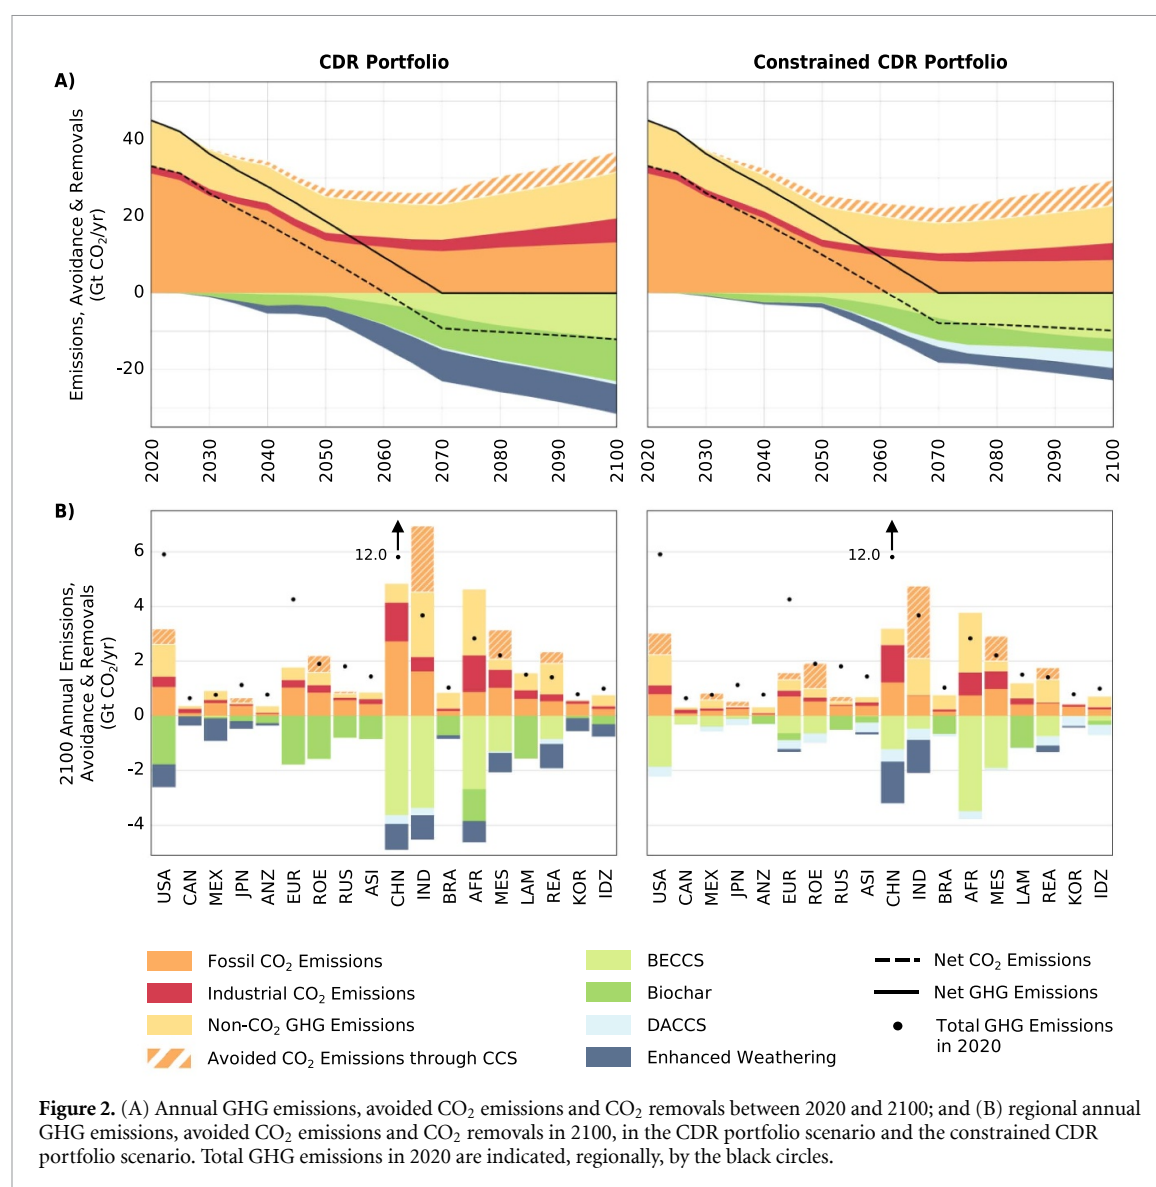 CDR Portfolio
Constrained CDR Portfolio
A)
Emissions, Avoidance & Removals
(Gt CO₂/yr)
40
20
0
-20
2020 2030 2040 2050 2060 2070 2080 2090 2100
2020 2030 2040 2050 2060 2070 2080 2090 2100
B)
2100 Annual Emissions,
Avoidance & Removals
(Gt CO₂/yr)
6
4
2
0
-2
-4
12.0
12.0
USA CAN MEX JPN ANZ EUR ROE RUS ASI CHN IND BRA AFR MES LAM REA KOR IDZ
USA CAN MEX JPN ANZ EUR ROE RUS ASI CHN IND BRA AFR MES LAM REA KOR IDZ
Fossil CO₂ Emissions
Industrial CO₂ Emissions
Non-CO₂ GHG Emissions
Avoided CO₂ Emissions through CCS
BECCS
Biochar
DACCS
Enhanced Weathering
Net CO₂ Emissions
Net GHG Emissions
Total GHG Emissions
in 2020
Figure 2. (A) Annual GHG emissions, avoided CO₂ emissions and CO₂ removals between 2020 and 2100; and (B) regional annual
GHG emissions, avoided CO₂ emissions and CO₂ removals in 2100, in the CDR portfolio scenario and the constrained CDR
portfolio scenario. Total GHG emissions in 2020 are indicated, regionally, by the black circles.